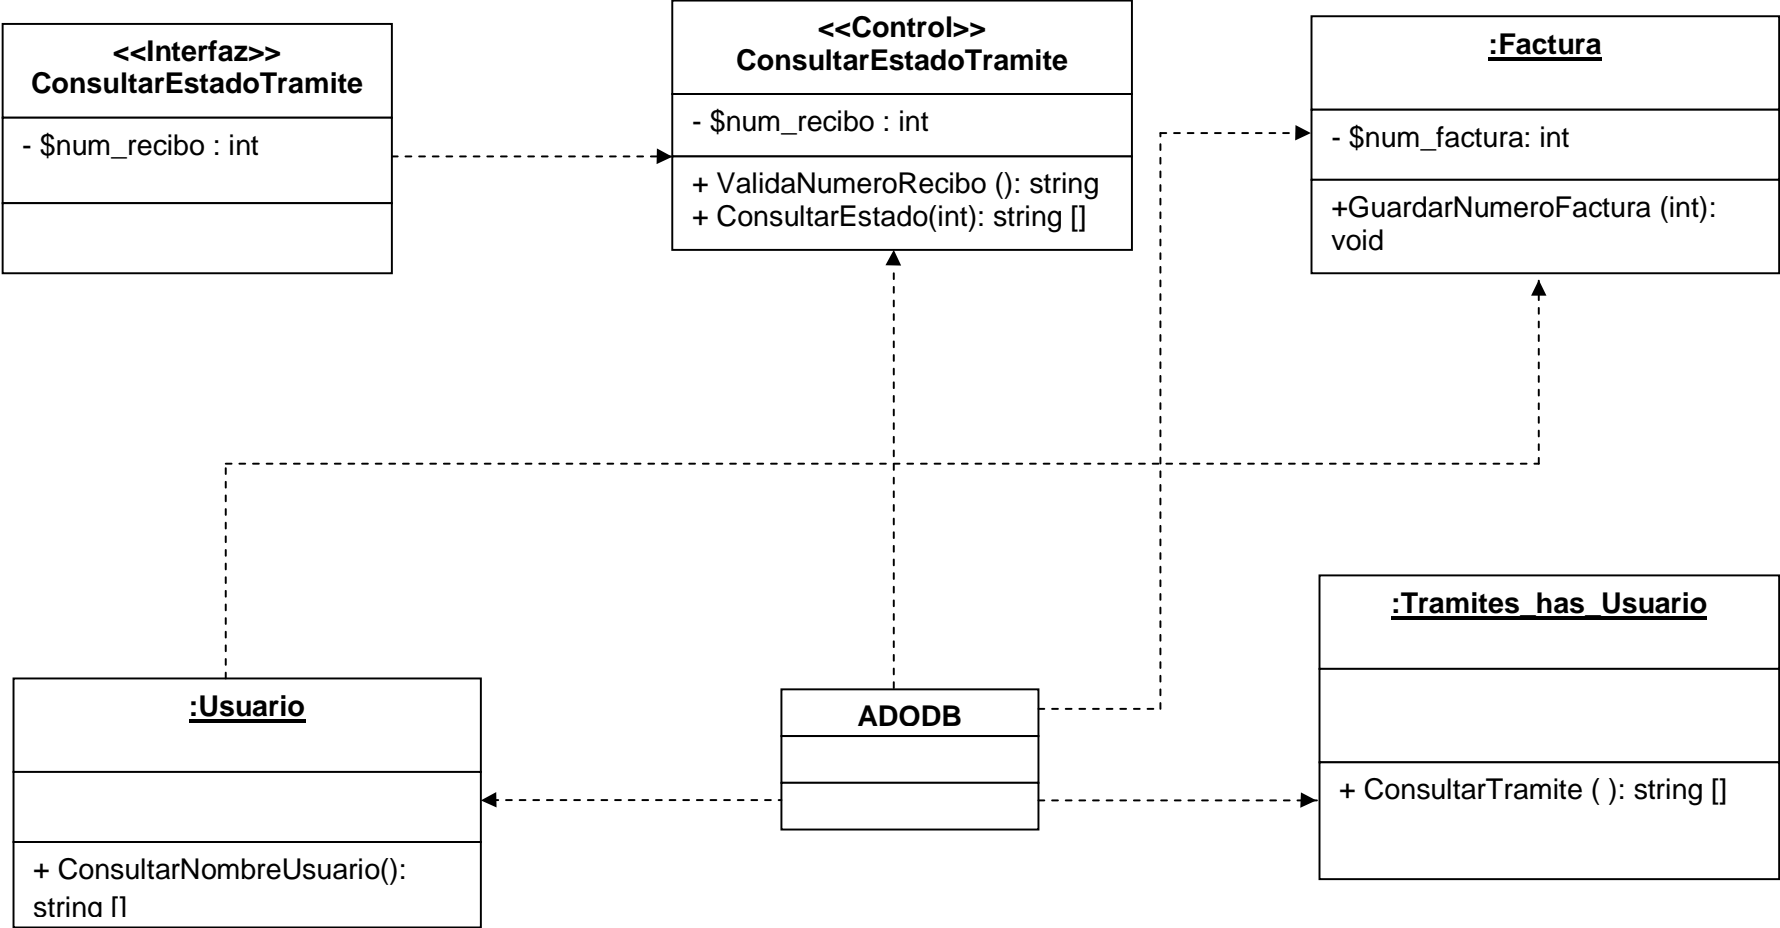 <<Interfaz>>
ConsultarEstadoTramite
- $num_recibo : int
<<Control>>
ConsultarEstadoTramite
- $num_recibo : int
+ ValidaNumeroRecibo (): string
+ ConsultarEstado(int): string []
:Factura
- $num_factura: int
+GuardarNumeroFactura (int):
void
:Usuario
+ ConsultarNombreUsuario():
string []
ADODB
:Tramites_has_Usuario
+ ConsultarTramite ( ): string []